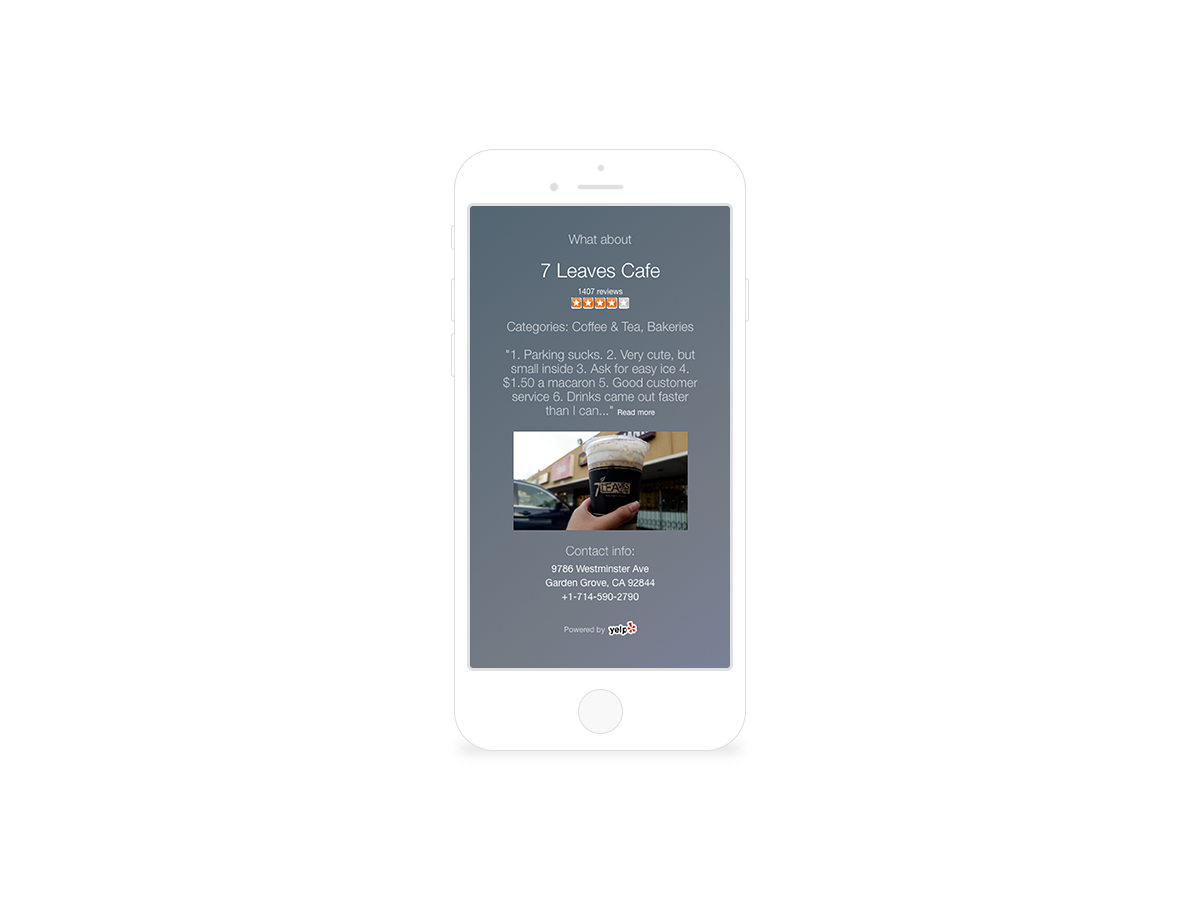 What about
7 Leaves Cafe
1407 reviews
Categories: Coffee & Tea, Bakeries
"1. Parking sucks. 2. Very cute, but
small inside 3. Ask for easy ice 4.
$1.50 a macaron 5. Good customer
service 6. Drinks came out faster
than I can..." Read more
7 LEAVES
Contact info:
9786 Westminster Ave
Garden Grove, CA 92844
+1-714-590-2790
Powered by yelp